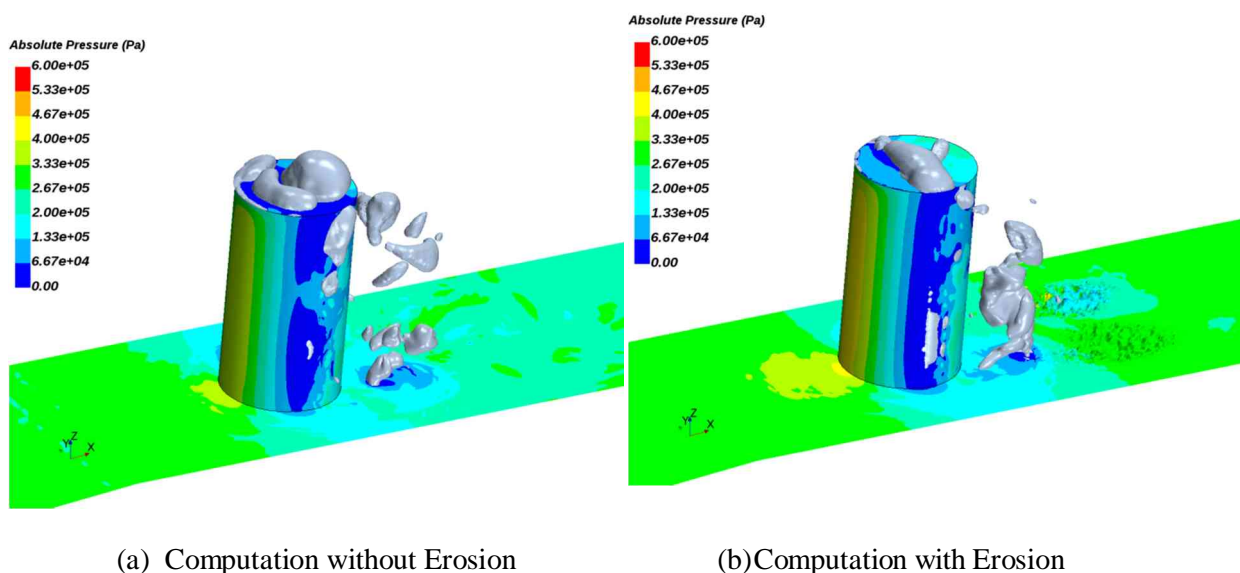 Absolute Pressure (Pa)
6.00e+05
5.33e+05
4.67e+05
4.00e+05
3.33e+05
2.67e+05
2.00e+05
1.33e+05
6.67e+04
0.00
Z
Y
X
(a) Computation without Erosion
Absolute Pressure (Pa)
6.00e+05
5.33e+05
4.67e+05
4.00e+05
3.33e+05
2.67e+05
2.00e+05
1.33e+05
6.67e+04
0.00
Z
Y
X
(b)Computation with Erosion